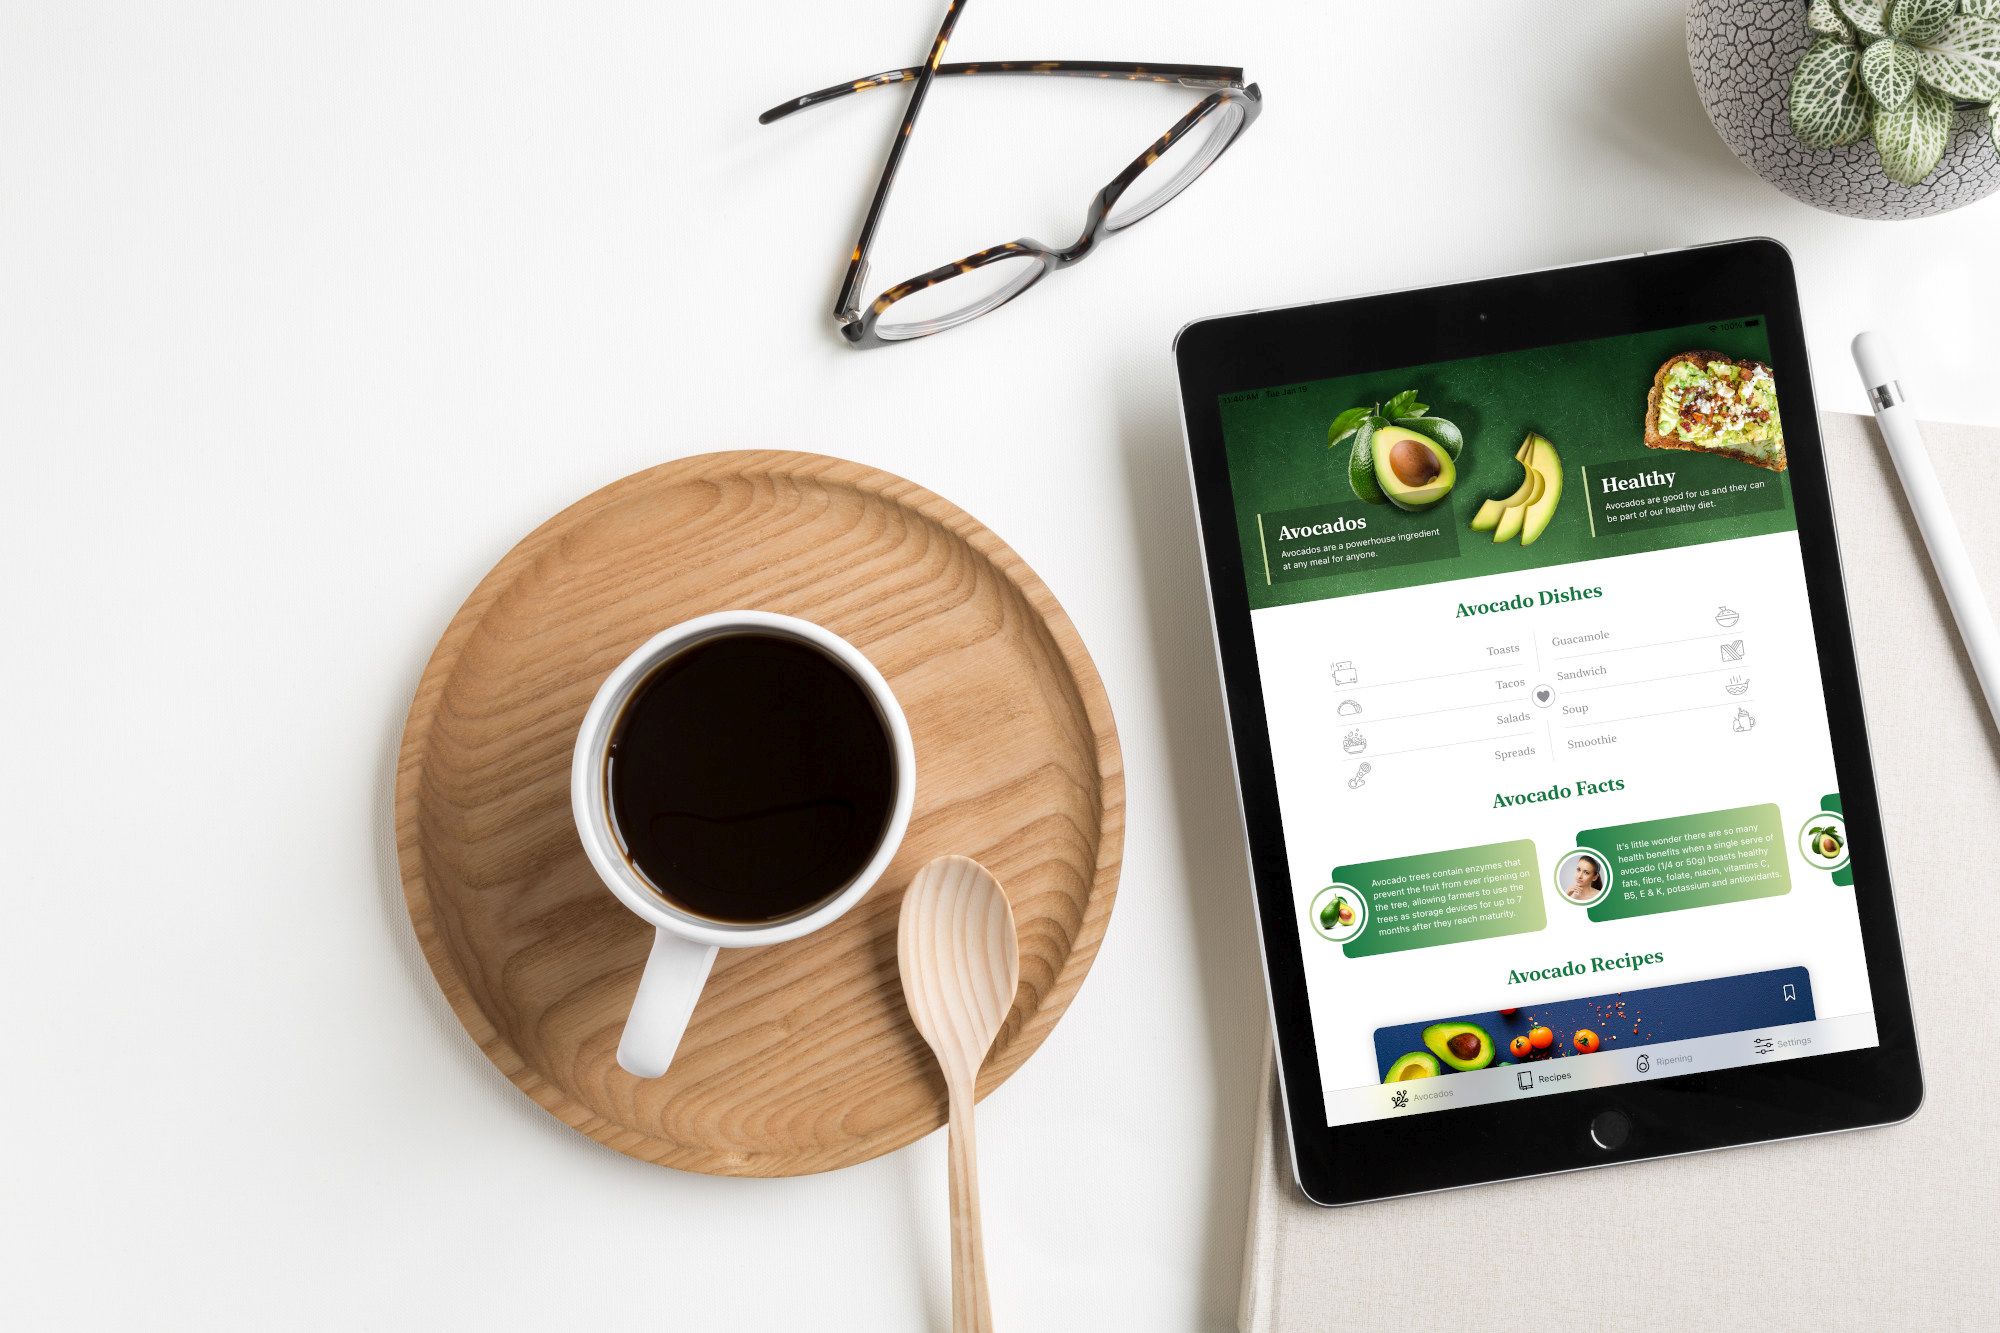 11:40 AM Tue Jan 19
100%
Avocados
Avocados are a powerhouse ingredient
at any meal for anyone.
Healthy
Avocados are good for us and they can
be part of our healthy diet.
Avocado Dishes
Toasts
Guacamole
Tacos
Sandwich
Salads
Soup
Spreads
Smoothie
Avocado Facts
Avocado trees contain enzymes that
prevent the fruit from ever ripening on
the tree, allowing farmers to use the
trees as storage devices for up to 7
months after they reach maturity.
It's little wonder there are so many
health benefits when a single serve of
avocado (1/4 or 50g) boasts healthy
fats, fibre, folate, niacin, vitamins C,
B5, E & K, potassium and antioxidants.
Avocado Recipes
Avocados
Recipes
Ripening
Settings